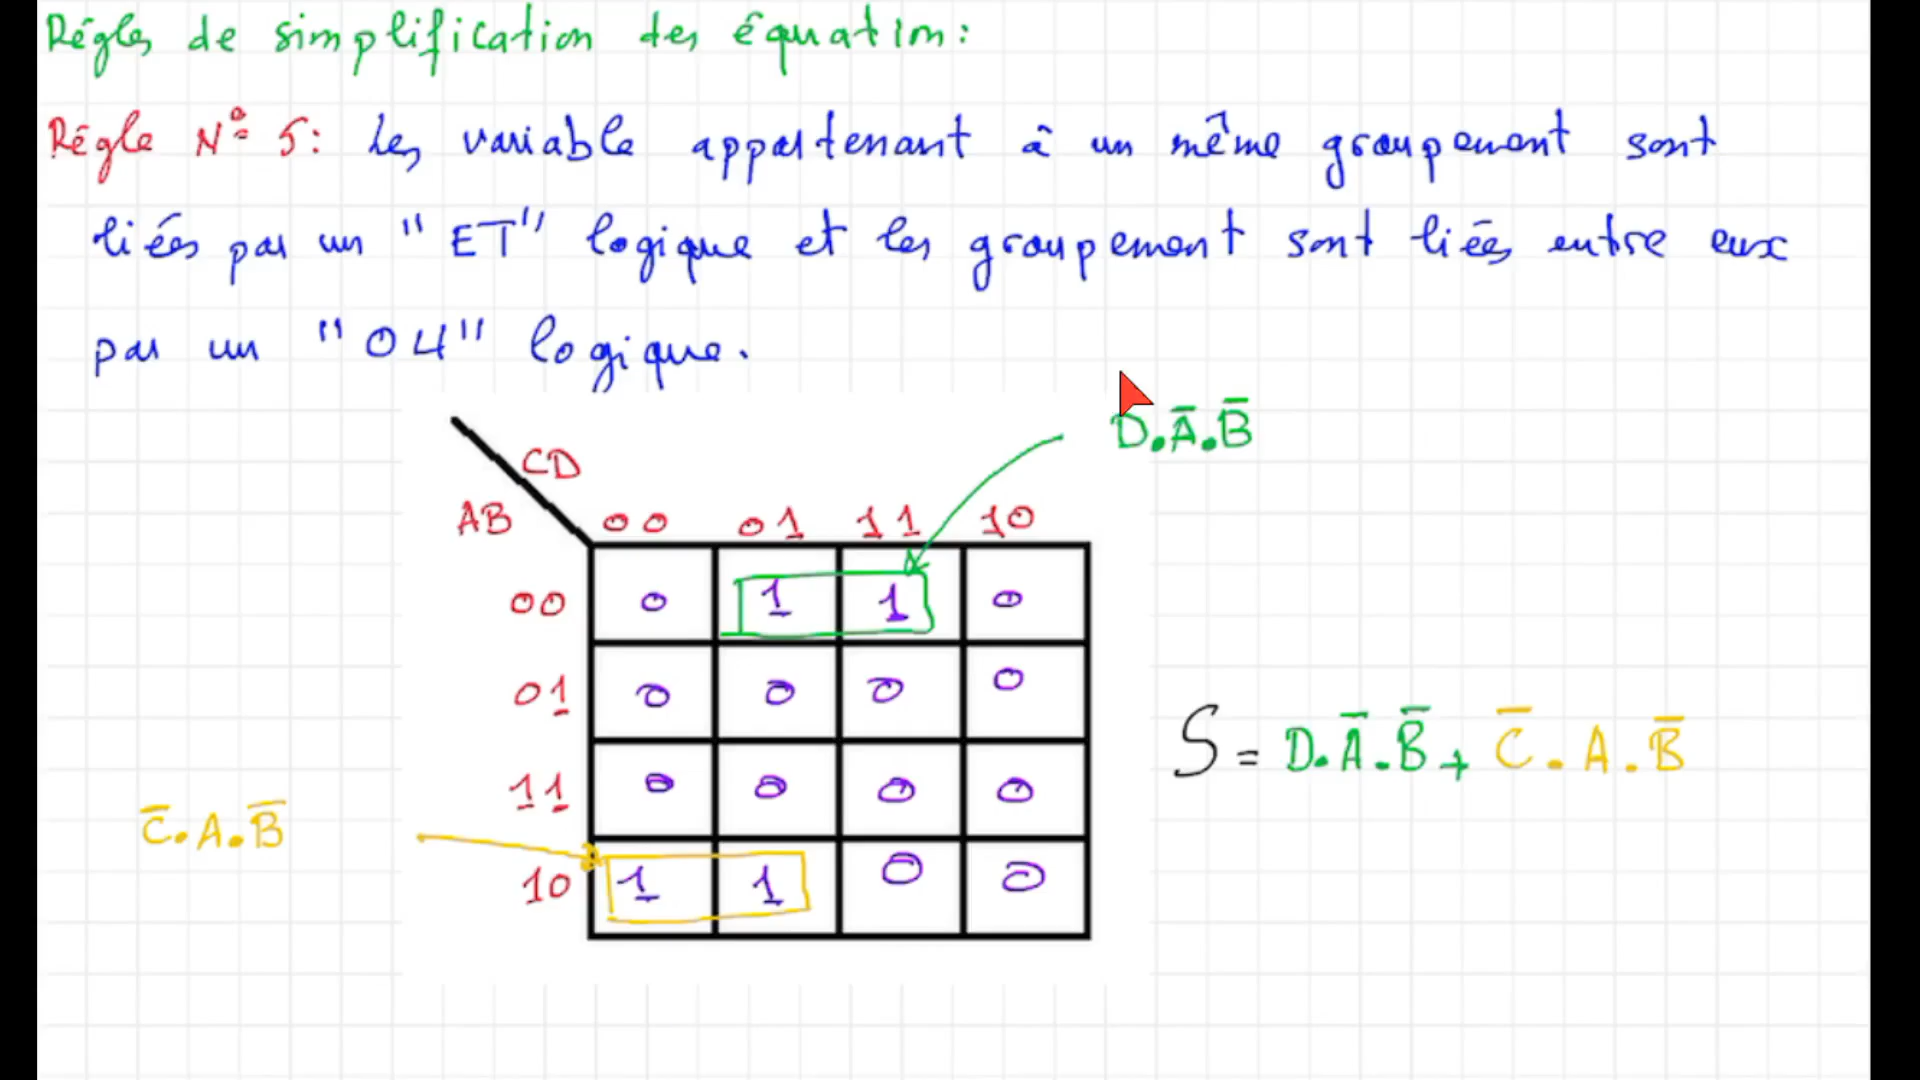 Régles de simplification des équation:
Régle N° 5: Les variable appartenant à un même groupement sont
liées par un "ET" logique et les groupement sont liées entre eux
par un "OU" logique.
D.A̅.B̅
CD
AB 00 01 11 10
00 0 1 1 0
01 0 0 0 0
S = D.A̅.B̅ + C̅.A.B̅
11 0 0 0 0
C̅.A.B̅
10 1 1 0 0